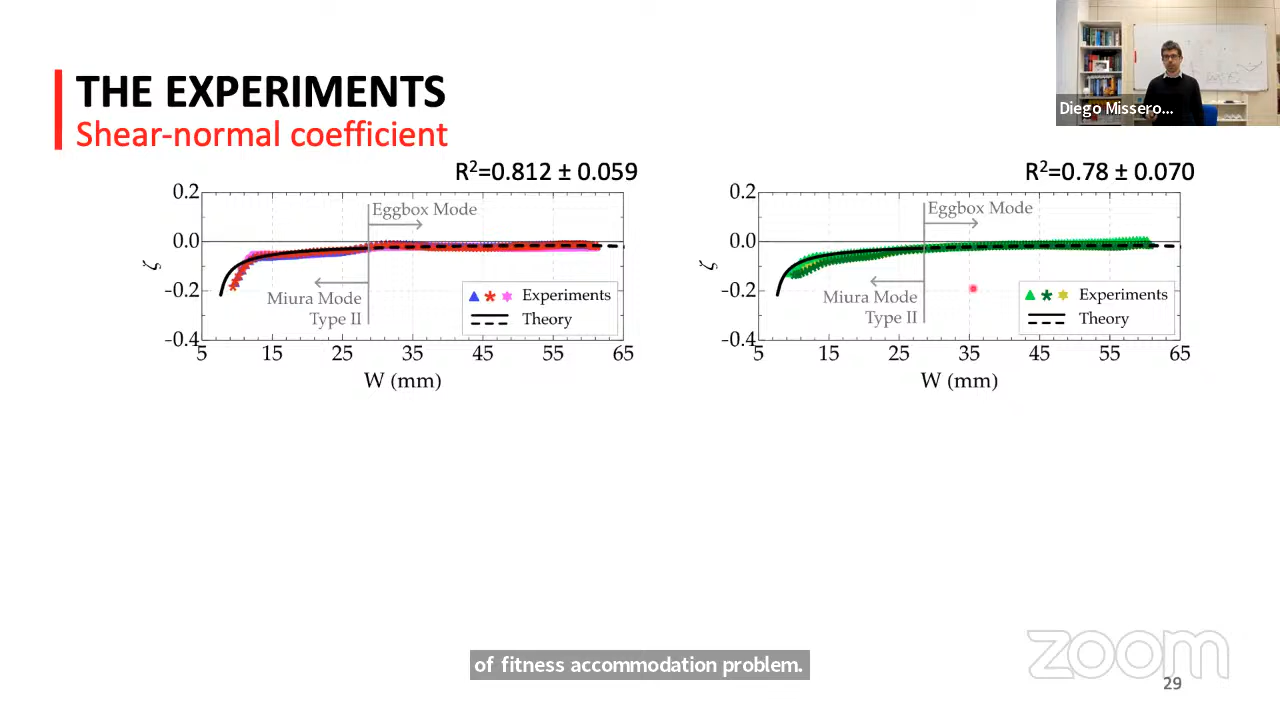 THE EXPERIMENTS
Shear-normal coefficient
Diego Missero...
R²=0.812 ± 0.059
0.2
0.0
-0.2
-0.4
ζ
Eggbox Mode
Miura Mode
Type II
Experiments
Theory
5 15 25 35 45 55 65
W (mm)
R²=0.78 ± 0.070
0.2
0.0
-0.2
-0.4
ζ
Eggbox Mode
Miura Mode
Type II
Experiments
Theory
5 15 25 35 45 55 65
W (mm)
of fitness accommodation problem.
zoom
29